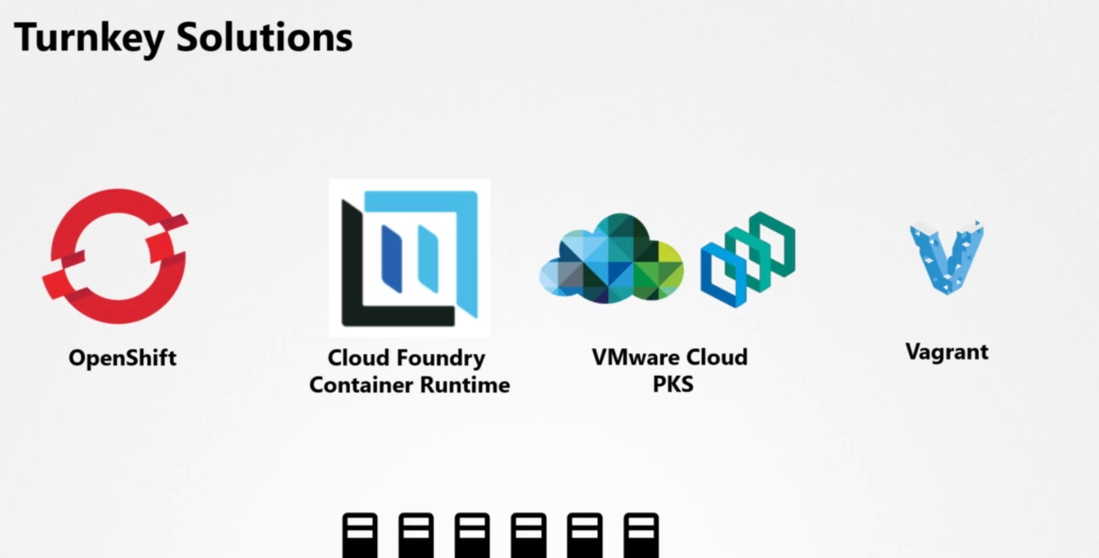 Turnkey Solutions
OpenShift
Cloud Foundry
Container Runtime
VMware Cloud
PKS
Vagrant